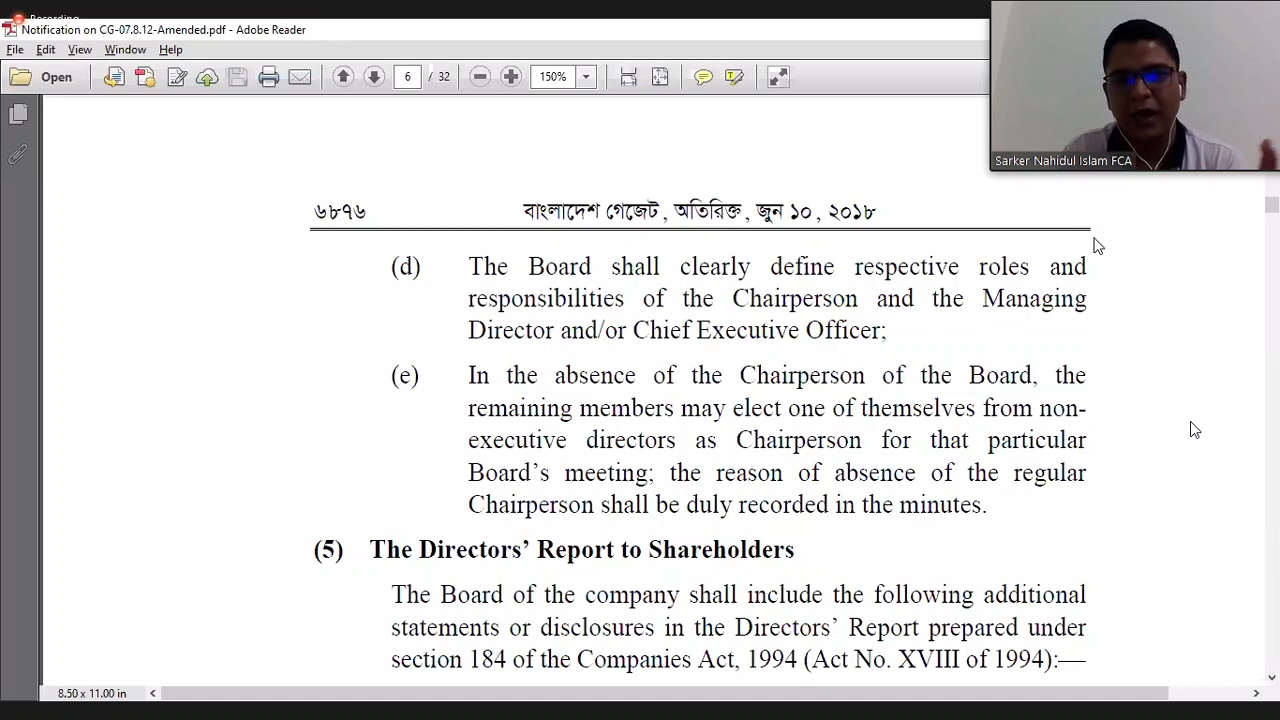 Recording
Notification on CG-07.8.12-Amended.pdf - Adobe Reader
File Edit View Window Help
Open 6 / 32 150%
Sarker Nahidul Islam FCA
৬৮৭৬ বাংলাদেশ গেজেট, অতিরিক্ত, জুন ১০, ২০১৮
(d) The Board shall clearly define respective roles and
responsibilities of the Chairperson and the Managing
Director and/or Chief Executive Officer;
(e) In the absence of the Chairperson of the Board, the
remaining members may elect one of themselves from non-
executive directors as Chairperson for that particular
Board’s meeting; the reason of absence of the regular
Chairperson shall be duly recorded in the minutes.
(5) The Directors’ Report to Shareholders
The Board of the company shall include the following additional
statements or disclosures in the Directors’ Report prepared under
section 184 of the Companies Act, 1994 (Act No. XVIII of 1994):—
8.50 x 11.00 in